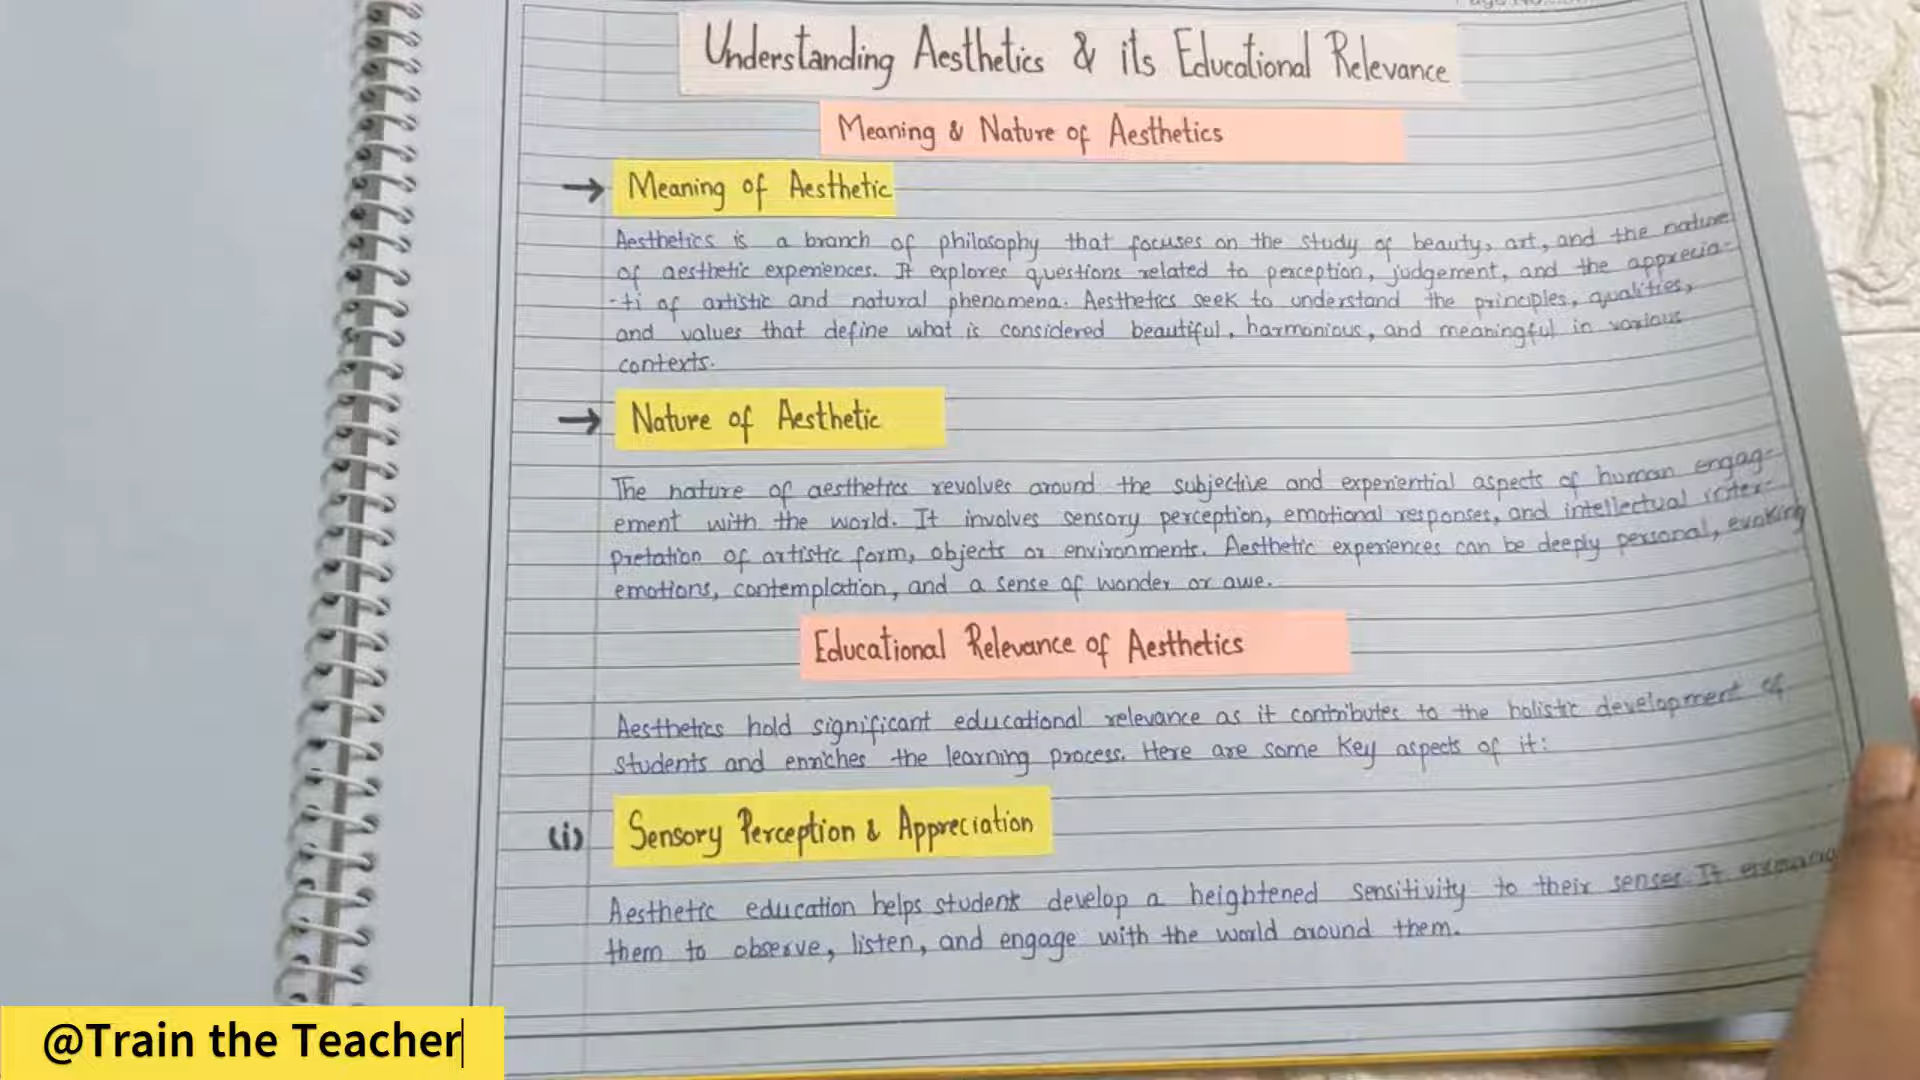 Understanding Aesthetics & its Educational Relevance
Meaning & Nature of Aesthetics
→ Meaning of Aesthetic
Aesthetics is a branch of philosophy that focuses on the study of beauty, art, and the nature
of aesthetic experiences. It explores questions related to perception, judgement, and the apprecia-
-ti of artistic and natural phenomena. Aesthetics seek to understand the principles, qualities,
and values that define what is considered beautiful, harmonious, and meaningful in various
contexts.
→ Nature of Aesthetic
The nature of aesthetics revolves around the subjective and experiential aspects of human engag-
ement with the world. It involves sensory perception, emotional responses, and intellectual inter-
pretation of artistic form, objects or environments. Aesthetic experiences can be deeply personal, evoking
emotions, contemplation, and a sense of wonder or awe.
Educational Relevance of Aesthetics
Aesthetics hold significant educational relevance as it contributes to the holistic development of
students and enriches the learning process. Here are some key aspects of it:
(i) Sensory Perception & Appreciation
Aesthetic education helps students develop a heightened sensitivity to their senses. It
them to observe, listen, and engage with the world around them.
@Train the Teacher